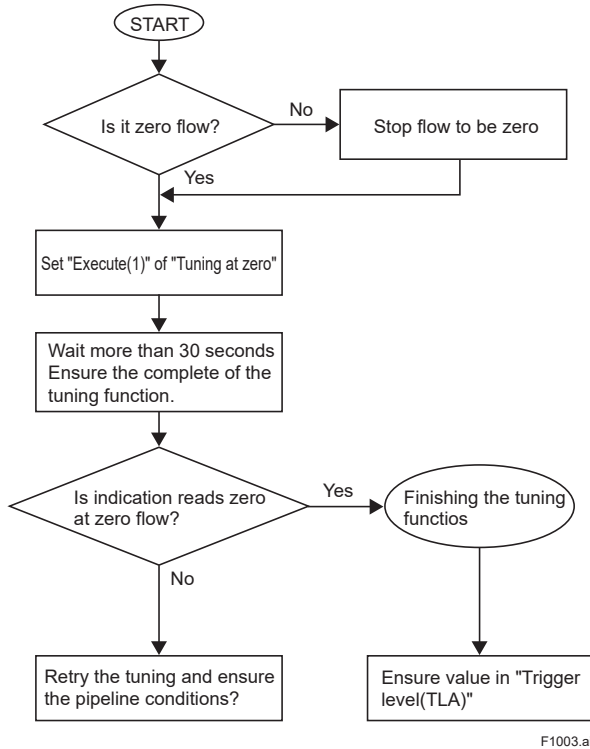 START
Is it zero flow?
No
Stop flow to be zero
Yes
Set "Execute(1)" of "Tuning at zero"
Wait more than 30 seconds
Ensure the complete of the
tuning function.
Is indication reads zero
at zero flow?
Yes
Finishing the tuning
functios
No
Retry the tuning and ensure
the pipeline conditions?
Ensure value in "Trigger
level(TLA)"
F1003.a